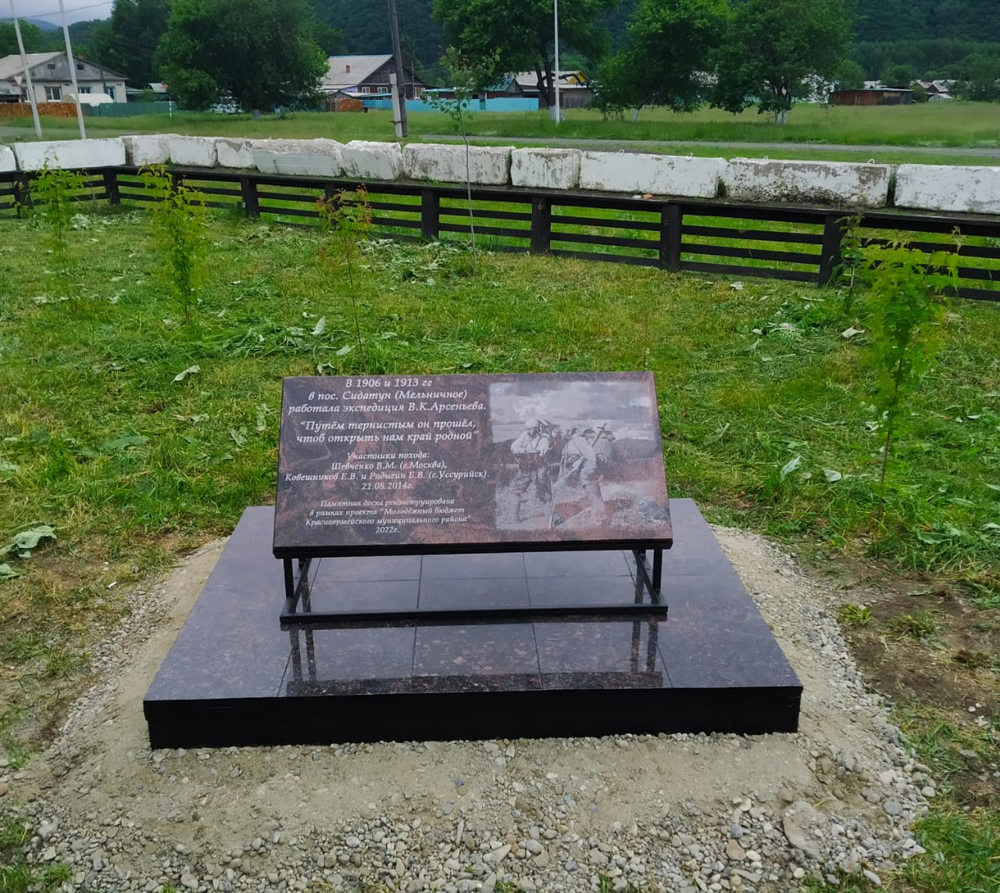 В 1906 и 1913 гг
в пос. Сидатун (Мельничное)
работала экспедиция В.К.Арсеньева.
"Путём тернистым он прошёл,
чтоб открыть нам край родной"
Участники похода:
Шевченко В.М. (г.Москва),
Ковешников Е.В. и Радыгин Б.В. (г.Уссурийск).
21.08.2014г.
Памятная доска реконструирована
в рамках проекта "Молодёжный бюджет
Красноармейского муниципального района"
2022г.